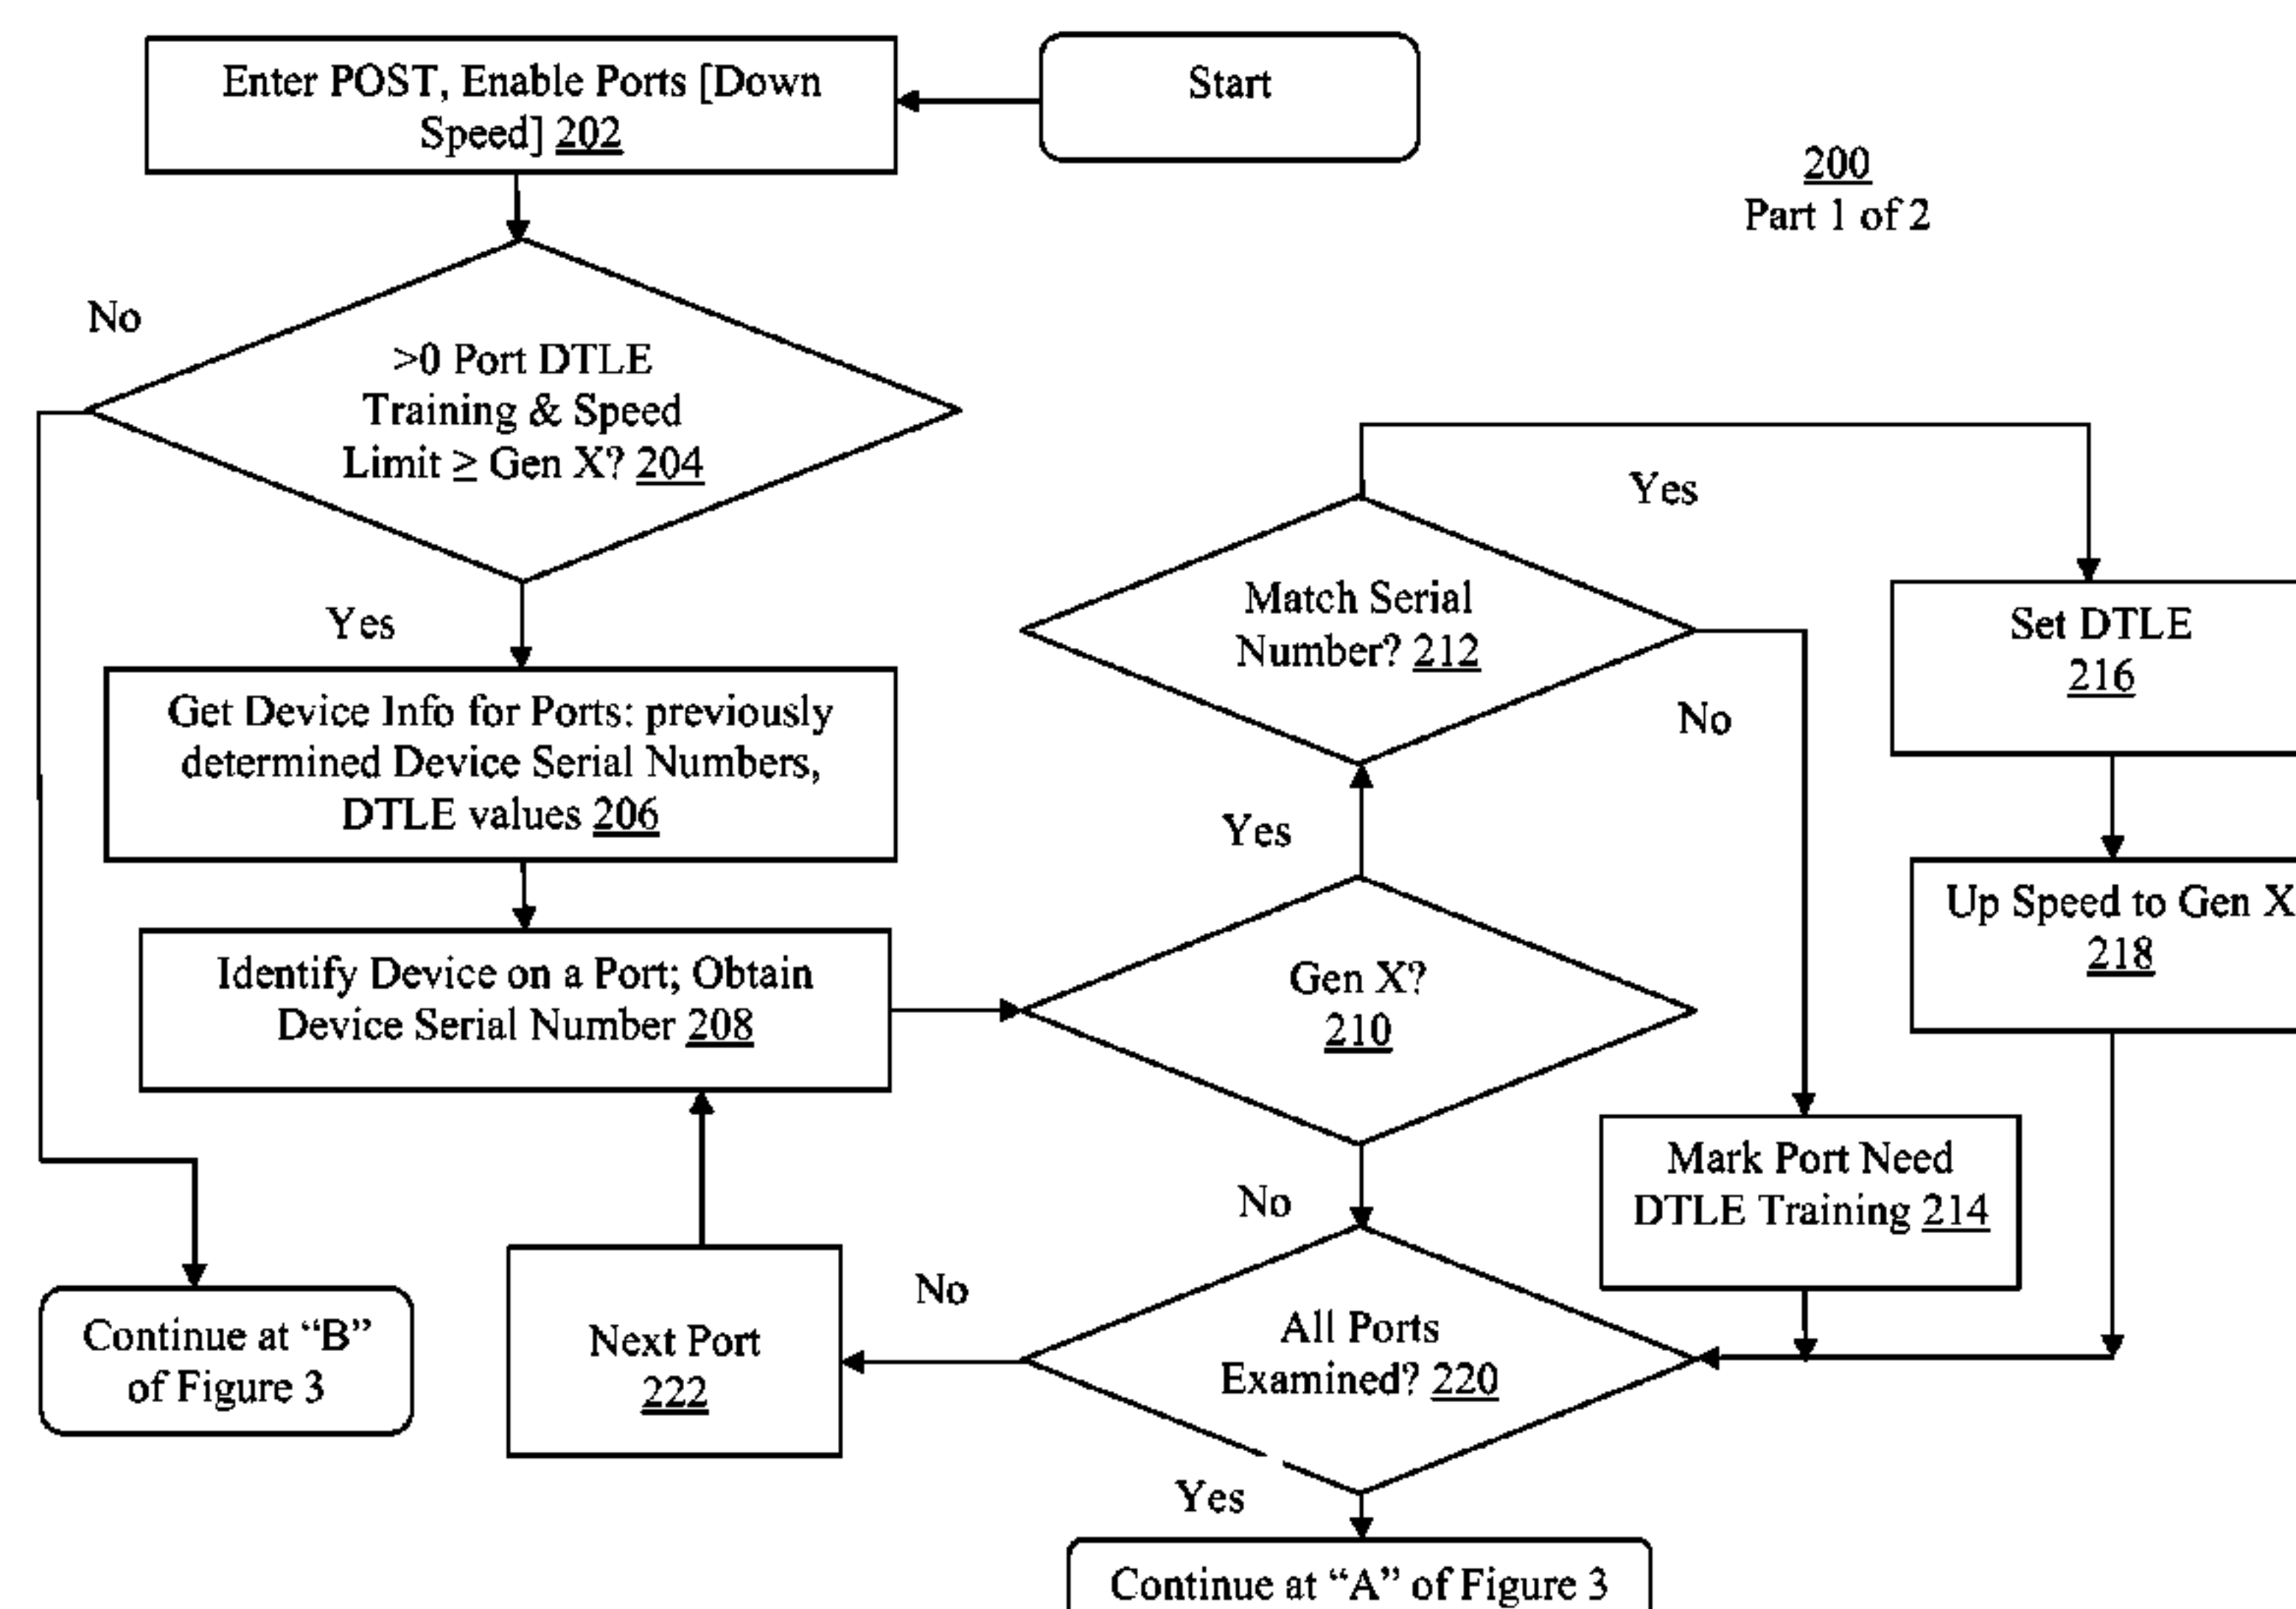 Start
Enter POST, Enable Ports [Down
Speed] 202
200
Part 1 of 2
No
>0 Port DTLE
Training & Speed
Limit ≥ Gen X? 204
Yes
Get Device Info for Ports: previously
determined Device Serial Numbers,
DTLE values 206
Identify Device on a Port; Obtain
Device Serial Number 208
Gen X?
210
Yes
Match Serial
Number? 212
Yes
Set DTLE
216
Up Speed to Gen X
218
No
Mark Port Need
DTLE Training 214
No
All Ports
Examined? 220
No
Next Port
222
Yes
Continue at “A” of Figure 3
Continue at “B”
of Figure 3